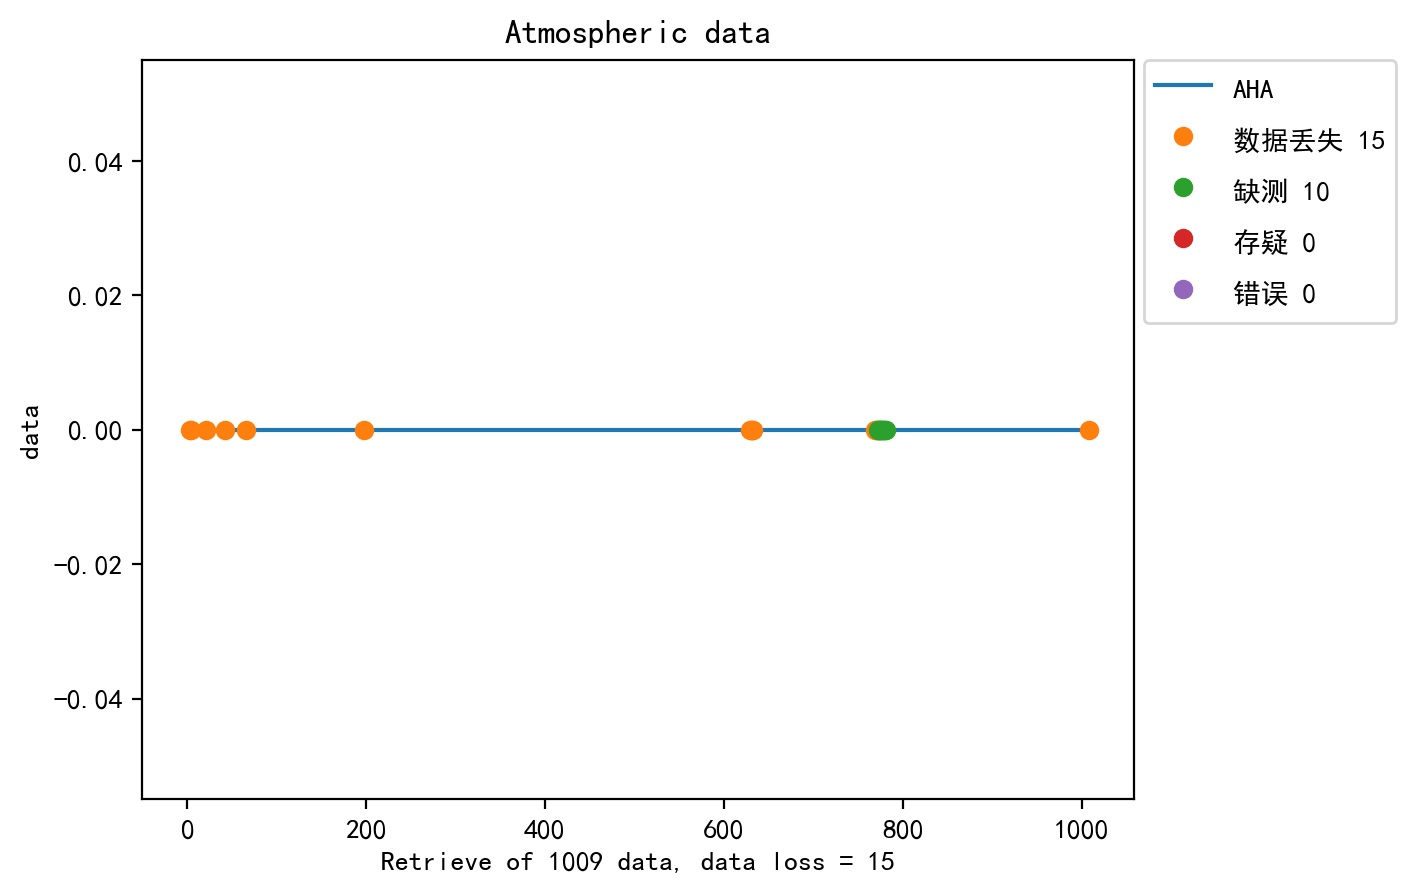 Atmospheric data
AHA
数据丢失 15
缺测 10
存疑 0
错误 0
0.04
0.02
0.00
-0.02
-0.04
data
0 200 400 600 800 1000
Retrieve of 1009 data, data loss = 15